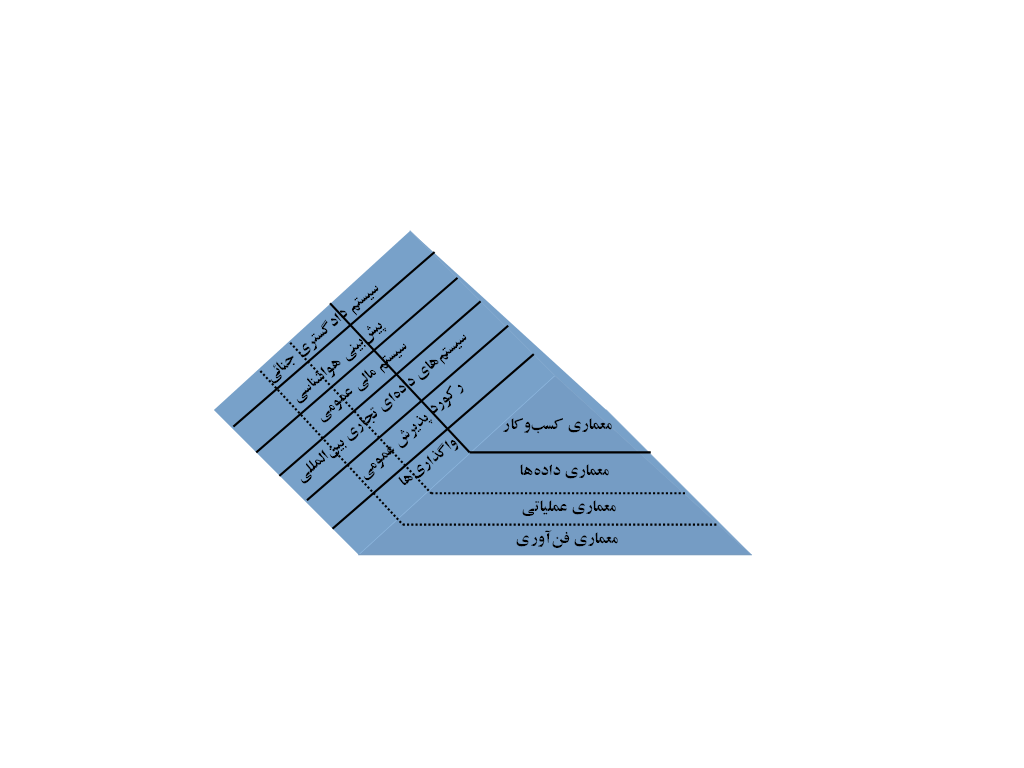 سیستم دادگستری جنائی
پیش‌بینی هواشناسی
سیستم مالی عمومی
سیستم‌های داده‌ای تجاری بین‌المللی
رکورد پذیرش عمومی
واگذاری‌ها
معماری کسب‌وکار
معماری داده‌ها
معماری عملیاتی
معماری فن‌آوری